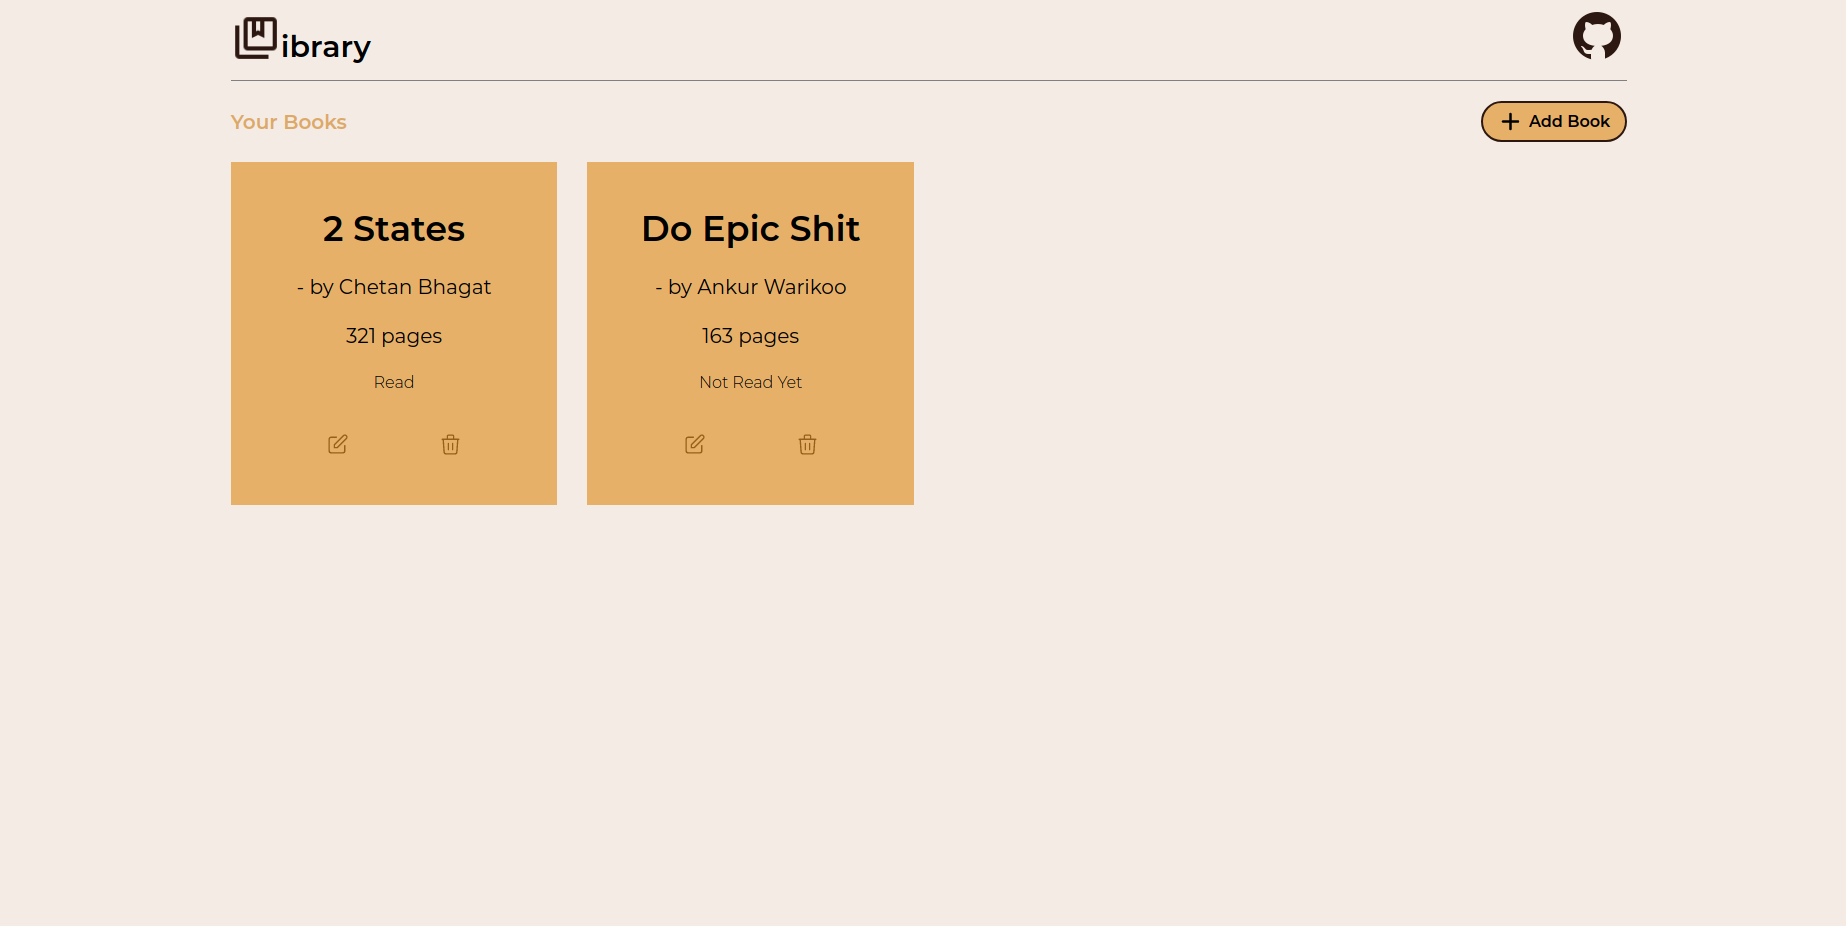 ibrary
Your Books
Add Book
2 States
- by Chetan Bhagat
321 pages
Read
Do Epic Shit
- by Ankur Warikoo
163 pages
Not Read Yet